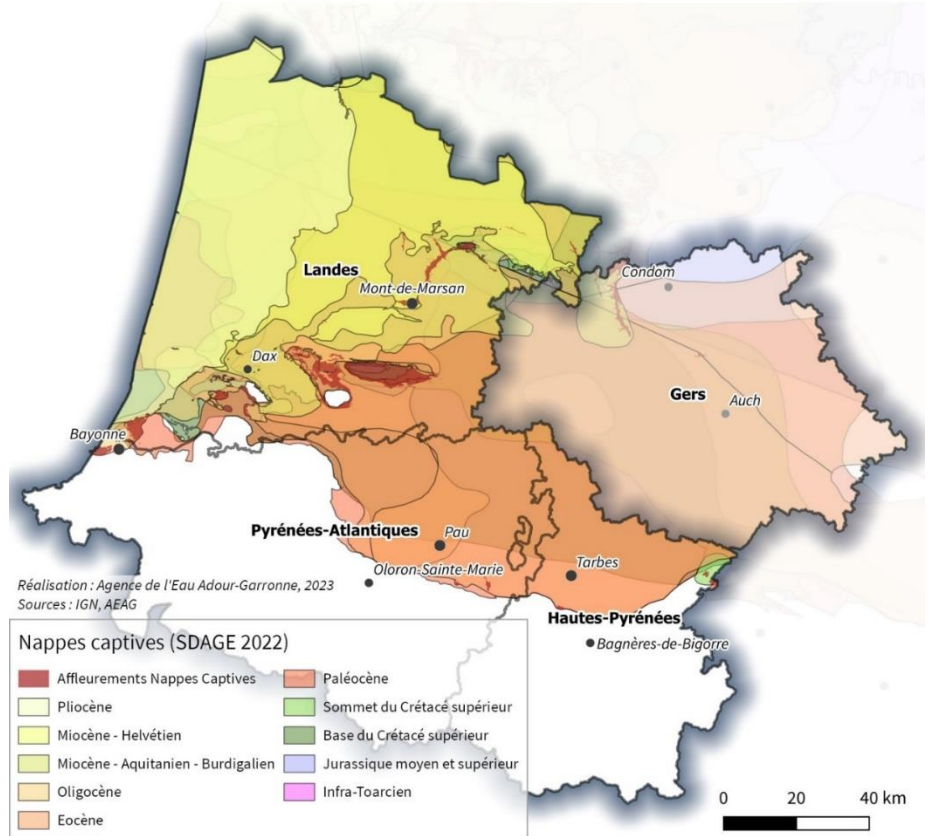 Landes
Mont-de-Marsan
Condom
Dax
Gers
Auch
Bayonne
Pyrénées-Atlantiques
Pau
Oloron-Sainte-Marie
Tarbes
Hautes-Pyrénées
Bagnères-de-Bigorre
Réalisation : Agence de l'Eau Adour-Garronne, 2023
Sources : IGN, AEAG
Nappes captives (SDAGE 2022)
Affleurements Nappes Captives
Pliocène
Miocène - Helvétien
Miocène - Aquitanien - Burdigalien
Oligocène
Eocène
Paléocène
Sommet du Crétacé supérieur
Base du Crétacé supérieur
Jurassique moyen et supérieur
Infra-Toarcien
0 20 40 km